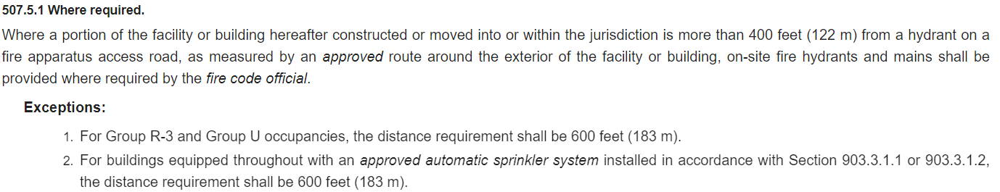 507.5.1 Where required.
Where a portion of the facility or building hereafter constructed or moved into or within the jurisdiction is more than 400 feet (122 m) from a hydrant on a
fire apparatus access road, as measured by an approved route around the exterior of the facility or building, on-site fire hydrants and mains shall be
provided where required by the fire code official.
Exceptions:
1. For Group R-3 and Group U occupancies, the distance requirement shall be 600 feet (183 m).
2. For buildings equipped throughout with an approved automatic sprinkler system installed in accordance with Section 903.3.1.1 or 903.3.1.2,
the distance requirement shall be 600 feet (183 m).